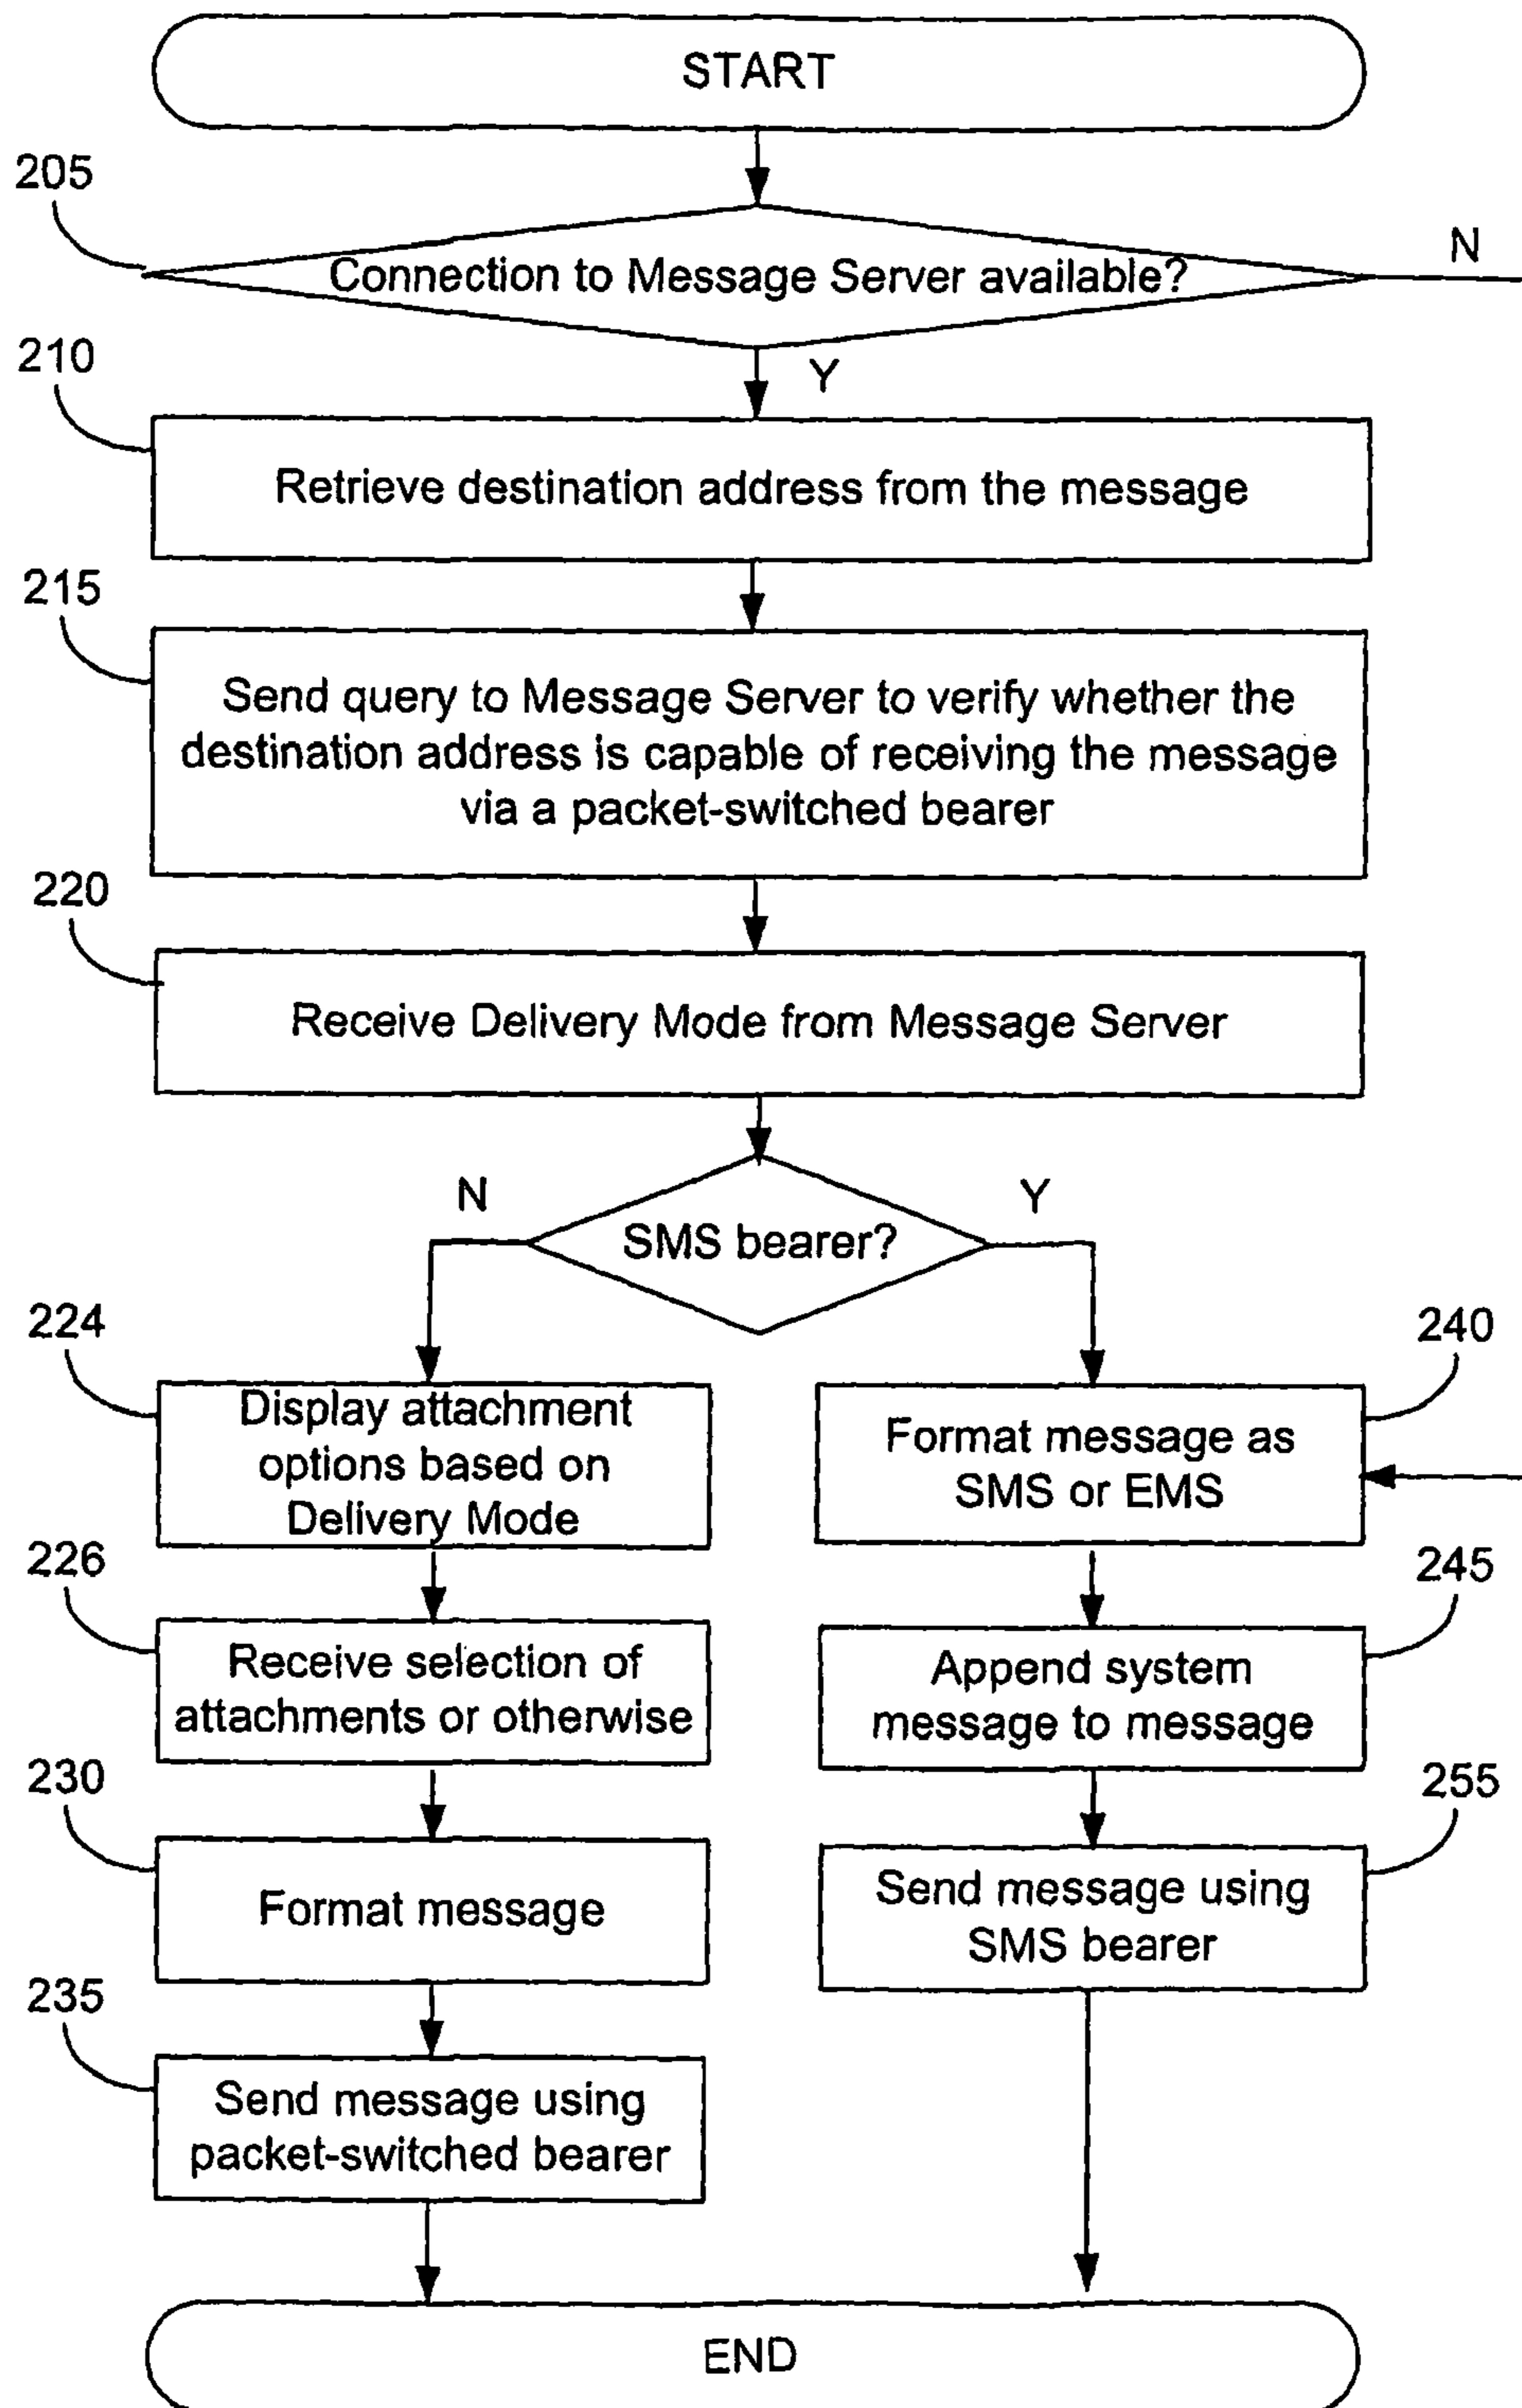 START
205
Connection to Message Server available?
N
210
Y
Retrieve destination address from the message
215
Send query to Message Server to verify whether the
destination address is capable of receiving the message
via a packet-switched bearer
220
Receive Delivery Mode from Message Server
N
Y
SMS bearer?
224
Display attachment
options based on
Delivery Mode
240
Format message as
SMS or EMS
226
Receive selection of
attachments or otherwise
245
Append system
message to message
230
Format message
255
Send message using
SMS bearer
235
Send message using
packet-switched bearer
END